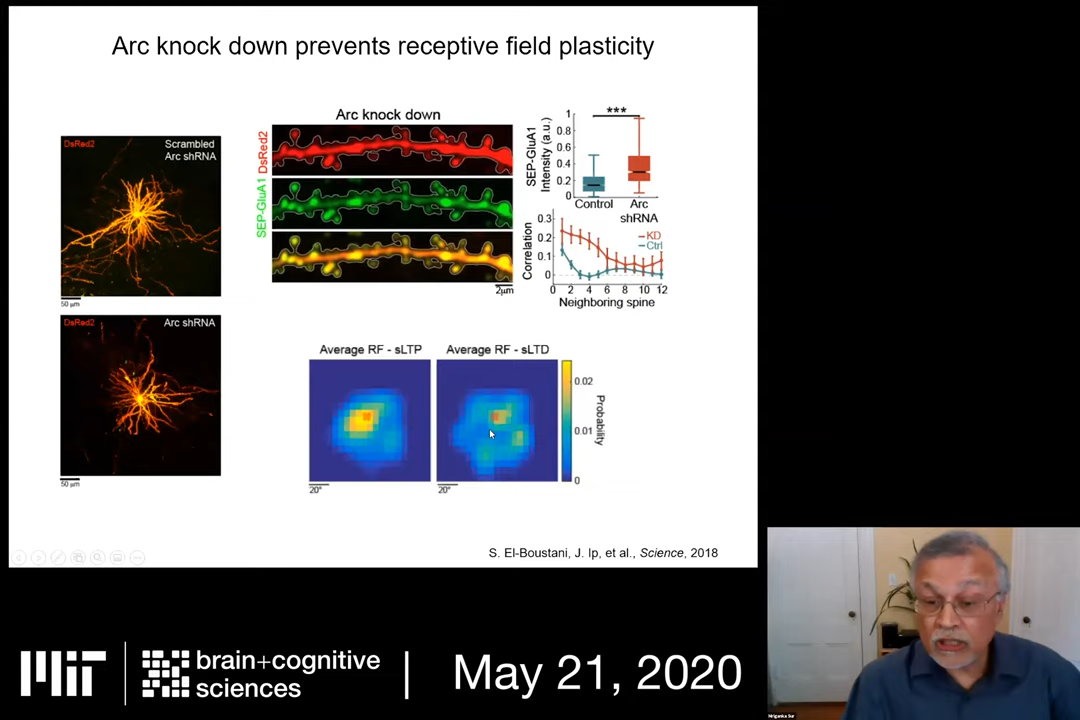 Arc knock down prevents receptive field plasticity
DsRed2
Scrambled
Arc shRNA
50 µm
DsRed2
Arc shRNA
50 µm
Arc knock down
SEP-GluA1 DsRed2
2µm
SEP-GluA1
Intensity (a.u.)
1
0.8
0.6
0.4
0.2
0
***
Control
Arc
shRNA
Correlation
0.3
0.2
0.1
0
KD
Ctrl
0 2 4 6 8 10 12
Neighboring spine
Average RF - sLTP
Average RF - sLTD
20°
20°
0.02
0.01
0
Probability
S. El-Boustani, J. Ip, et al., Science, 2018
Mriganka Sur
MIT
brain+cognitive
sciences
May 21, 2020